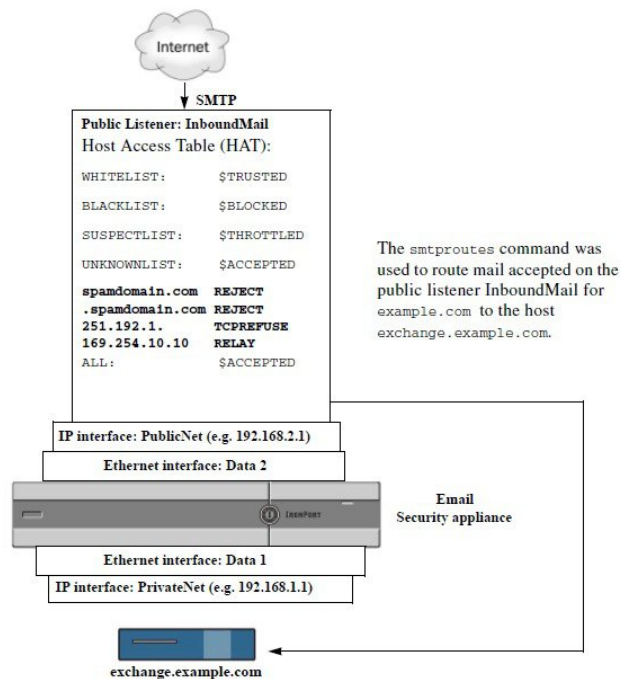 Internet
SMTP
Public Listener: InboundMail
Host Access Table (HAT):
WHITELIST: $TRUSTED
BLACKLIST: $BLOCKED
SUSPECTLIST: $THROTTLED
UNKNOWNLIST: $ACCEPTED
spamdomain.com REJECT
.spamdomain.com REJECT
251.192.1. TCPREFUSE
169.254.10.10 RELAY
ALL: $ACCEPTED
The smtproutes command was
used to route mail accepted on the
public listener InboundMail for
example.com to the host
exchange.example.com.
IP interface: PublicNet (e.g. 192.168.2.1)
Ethernet interface: Data 2
IRONPORT
Email
Security appliance
Ethernet interface: Data 1
IP interface: PrivateNet (e.g. 192.168.1.1)
exchange.example.com